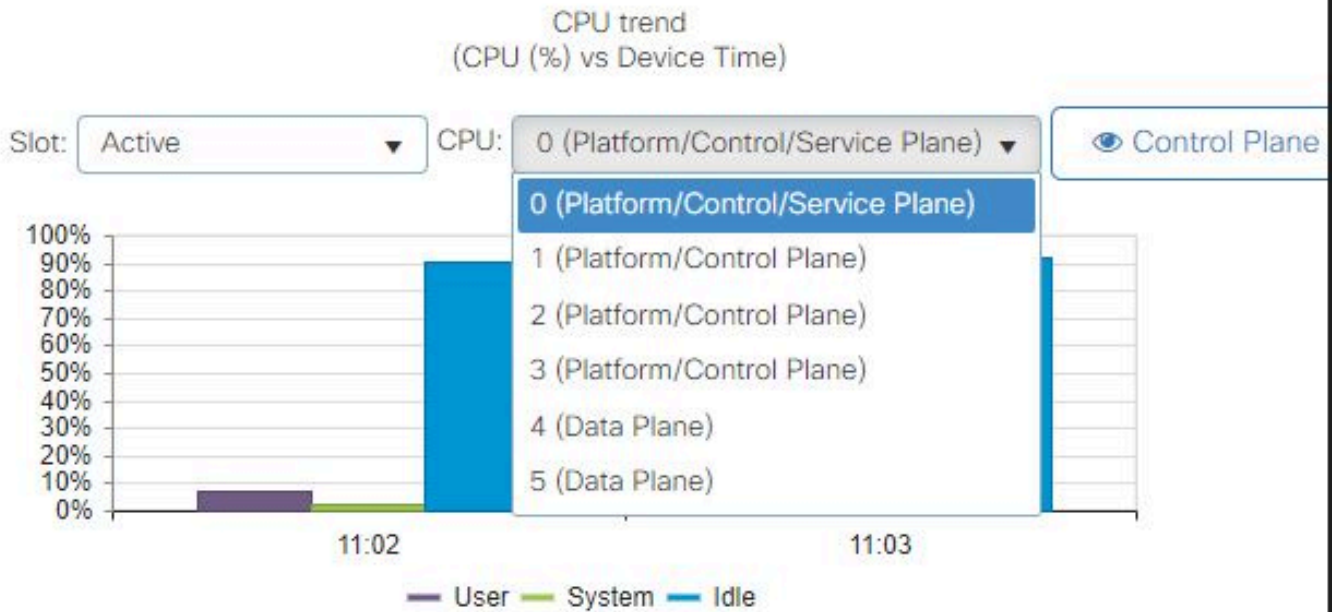 CPU trend
(CPU (%) vs Device Time)
Slot: Active ▼ CPU: 0 (Platform/Control/Service Plane) ▼ Control Plane
0 (Platform/Control/Service Plane)
1 (Platform/Control Plane)
2 (Platform/Control Plane)
3 (Platform/Control Plane)
4 (Data Plane)
5 (Data Plane)
100%
90%
80%
70%
60%
50%
40%
30%
20%
10%
0%
11:02 11:03
User System Idle